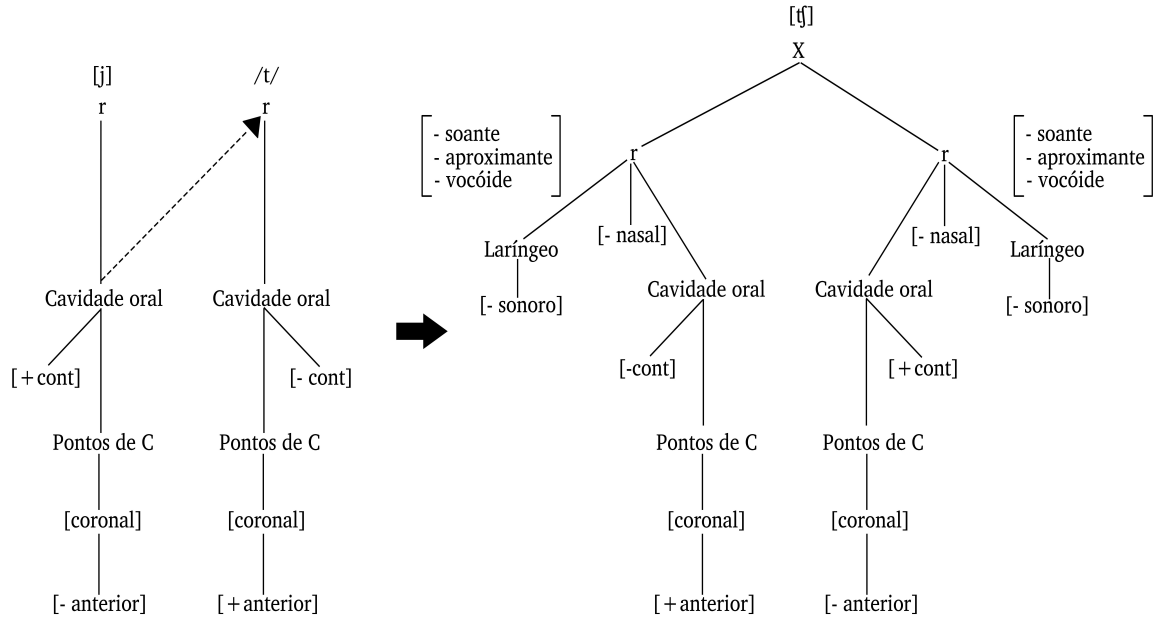 [tʃ]
X
[j] /t/
r r
- soante
- aproximante
- vocóide
- soante
- aproximante
- vocóide
r r
[- nasal] [- nasal]
Laríngeo Laríngeo
Cavidade oral Cavidade oral Cavidade oral Cavidade oral
[- sonoro] [- sonoro]
[+cont] [- cont] [-cont] [+cont]
Pontos de C Pontos de C Pontos de C Pontos de C
[coronal] [coronal] [coronal] [coronal]
[- anterior] [+anterior] [+anterior] [- anterior]